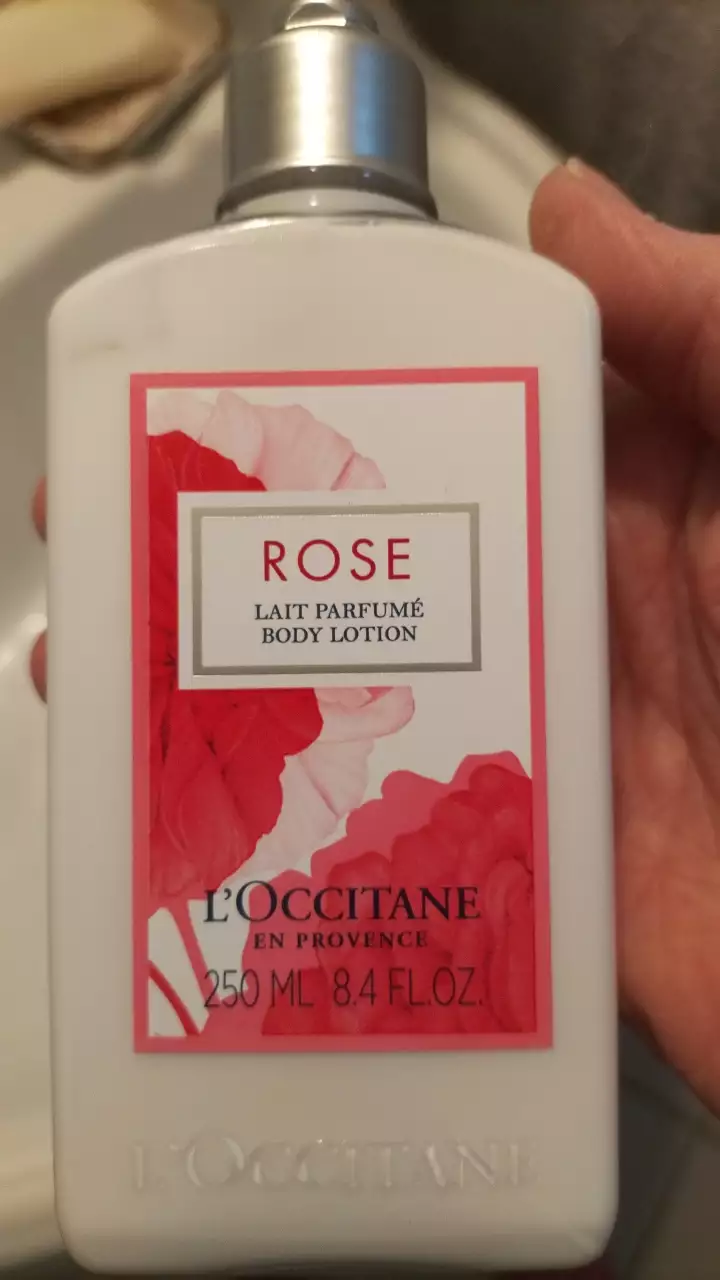 ROSE
LAIT PARFUMÉ
BODY LOTION
L'OCCITANE
EN PROVENCE
250 ML 8.4 FL.OZ.
L'OCCITANE